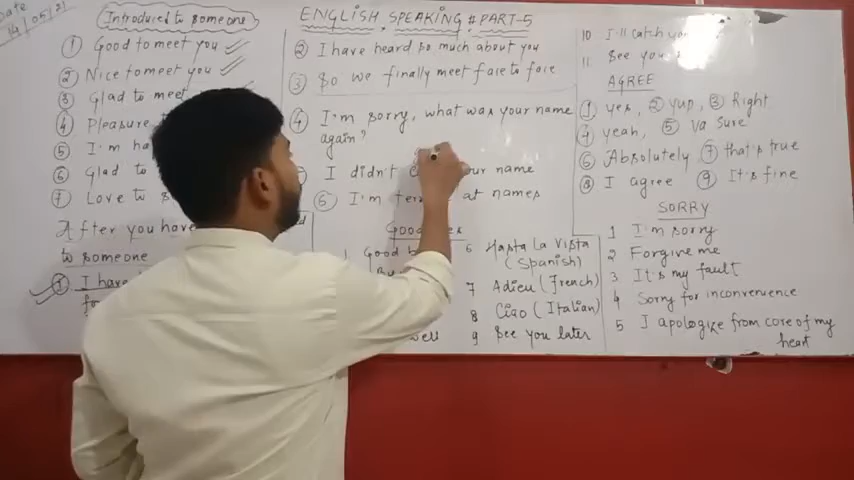 Date
14/05/21
Introduced to someone
1 Good to meet you
2 Nice to meet you
3 Glad to meet
4 Pleasure
5 I'm
6 Glad to
7 Love to
After you have
to someone
1 I have
ENGLISH SPEAKING # PART-5
2 I have heard so much about you
3 So we finally meet face to face
4 I'm sorry, what was your name
again?
I didn't your name
6 I'm at names
1 Good
6 Hasta La Vista
(Spanish)
7 Adieu (French)
8 Ciao (Italian)
9 See you later
10 I'll catch
11 See you
AGREE
1 yes, 2 yup, 3 Right
4 yeah, 5 Va Sure
6 Absolutely 7 that's true
8 I agree 9 It's fine
SORRY
1 I'm sorry
2 Forgive me
3 It's my fault
4 Sorry for inconvenience
5 I apologize from core of my
heart